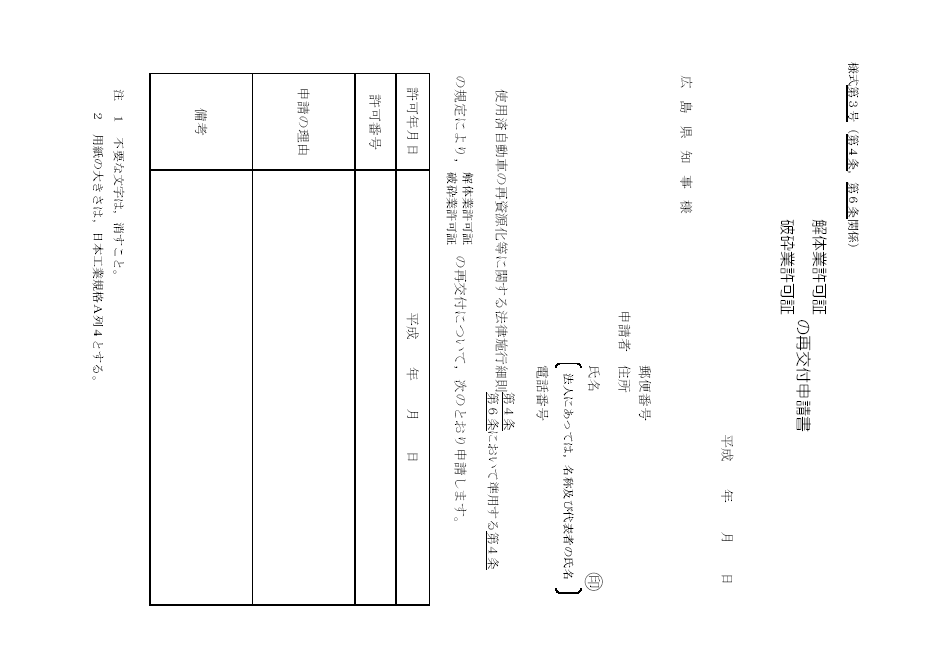 様式第３号（第４条，第６条関係）
解体業許可証
破砕業許可証
の再交付申請書
平成　　年　　月　　日
広島県知事様
郵便番号
申請者　住所
氏名　　　　　　　　　　㊞
〔法人にあっては，名称及び代表者の氏名〕
電話番号
使用済自動車の再資源化等に関する法律施行細則
第４条
第６条において準用する第４条
の規定により，
解体業許可証
破砕業許可証
の再交付について，次のとおり申請します。
許可年月日　　平成　　年　　月　　日
許可番号
申請の理由
備考
注　１　不要な文字は，消すこと。
２　用紙の大きさは，日本工業規格Ａ列４とする。